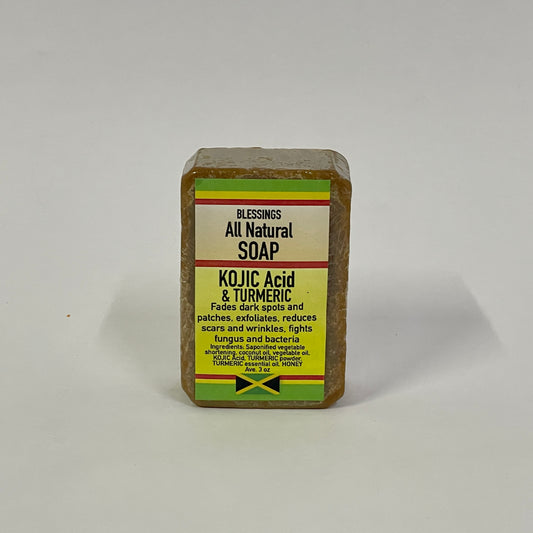 BLESSINGS
All Natural
SOAP
KOJIC Acid
& TURMERIC
Fades dark spots and
patches, exfoliates, reduces
scars and wrinkles, fights
fungus and bacteria
Ingredients: Saponified vegetable
shortening, coconut oil, vegetable oil,
KOJIC Acid, TURMERIC powder,
TURMERIC essential oil, HONEY
Ave. 3 oz